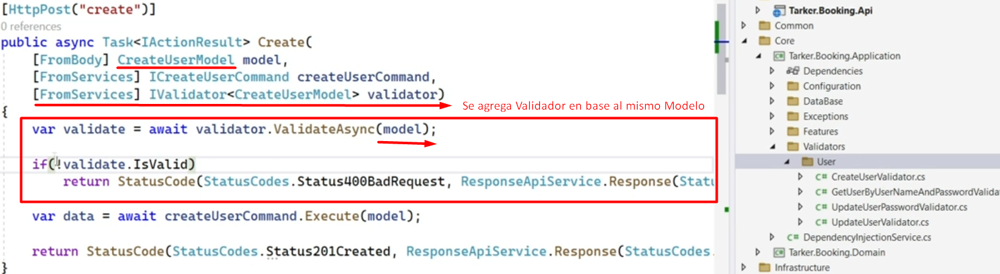 [HttpPost("create")]
0 references
public async Task<IActionResult> Create(
[FromBody] CreateUserModel model,
[FromServices] ICreateUserCommand createUserCommand,
[FromServices] IValidator<CreateUserModel> validator)
Se agrega Validador en base al mismo Modelo
{
var validate = await validator.ValidateAsync(model);
if(!validate.IsValid)
return StatusCode(StatusCodes.Status400BadRequest, ResponseApiService.Response(Statu
var data = await createUserCommand.Execute(model);
return StatusCode(StatusCodes.Status201Created, ResponseApiService.Response(StatusCodes.
}
Tarker.Booking.Api
Common
Core
Tarker.Booking.Application
Dependencies
Configuration
DataBase
Exceptions
Features
Validators
User
C# CreateUserValidator.cs
C# GetUserByUserNameAndPasswordValida
C# UpdateUserPasswordValidator.cs
C# UpdateUserValidator.cs
C# DependencyInjectionService.cs
C# Tarker.Booking.Domain
Infrastructure